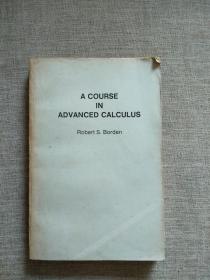 A COURSE
IN
ADVANCED CALCULUS
Robert S. Borden